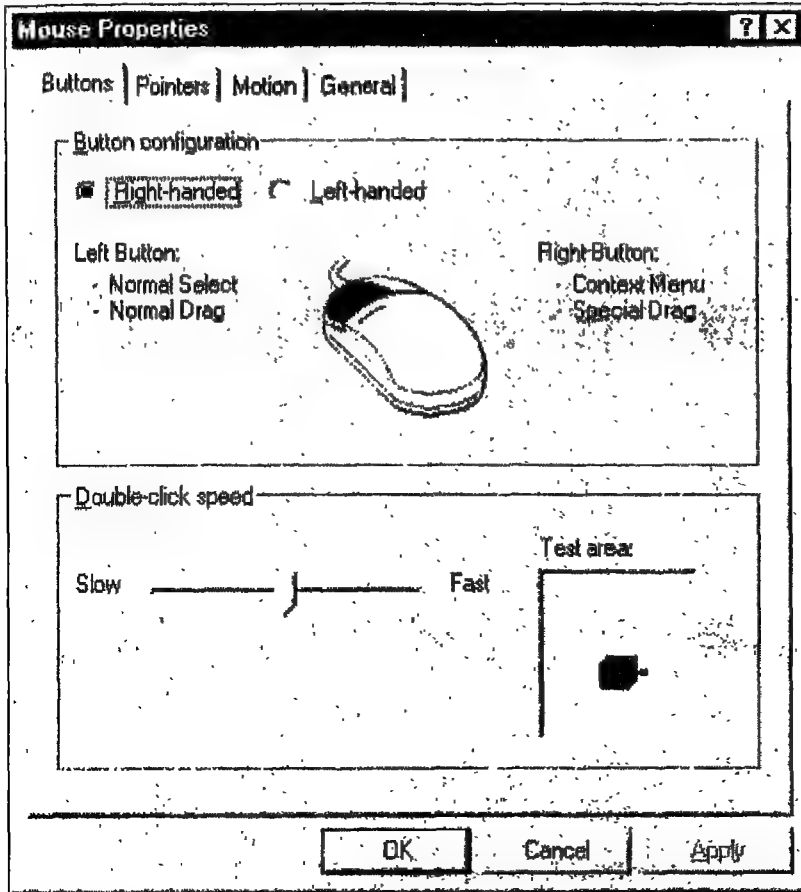 Mouse Properties
Buttons Pointers Motion General
Button configuration
Right-handed Left-handed
Left Button:
- Normal Select
- Normal Drag
Right Button:
- Context Menu
- Special Drag
Double-click speed
Slow Fast
Test area:
OK Cancel Apply